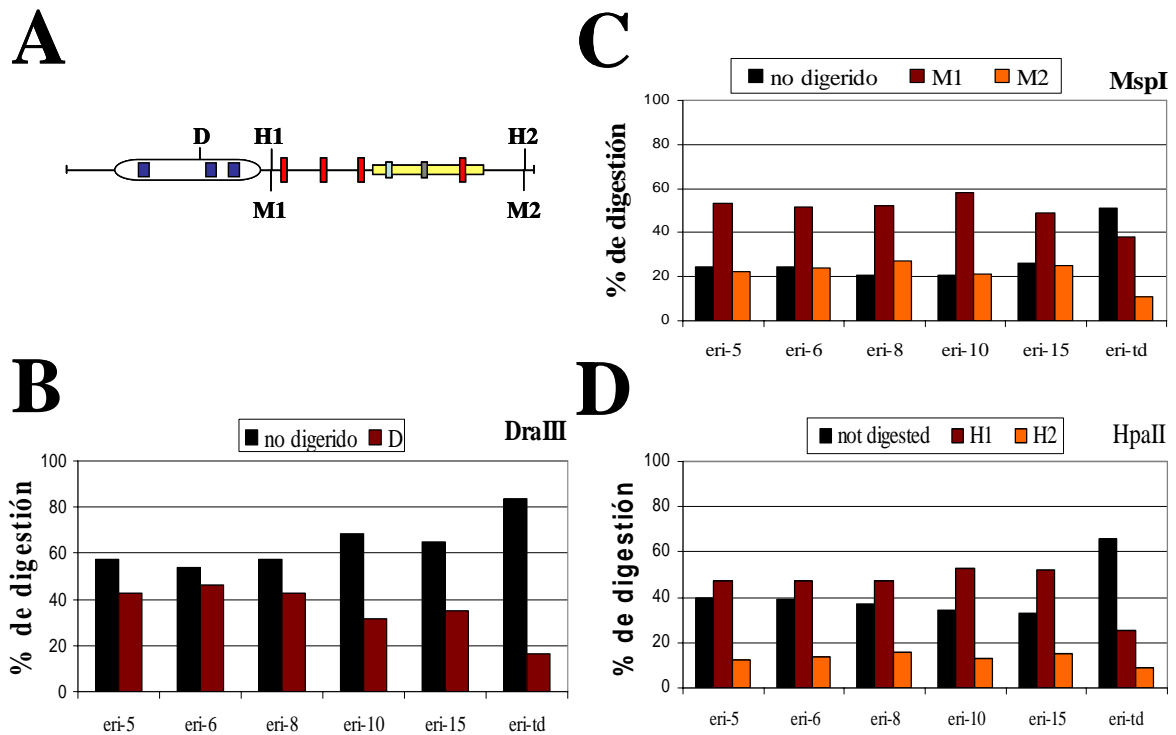 A
D H1 H2
M1 M2
B
no digerido D DraIII
% de digestión
100
80
60
40
20
0
eri-5 eri-6 eri-8 eri-10 eri-15 eri-td
C
no digerido M1 M2 MspI
% de digestión
100
80
60
40
20
0
eri-5 eri-6 eri-8 eri-10 eri-15 eri-td
D
not digested H1 H2 HpaII
% de digestión
100
80
60
40
20
0
eri-5 eri-6 eri-8 eri-10 eri-15 eri-td